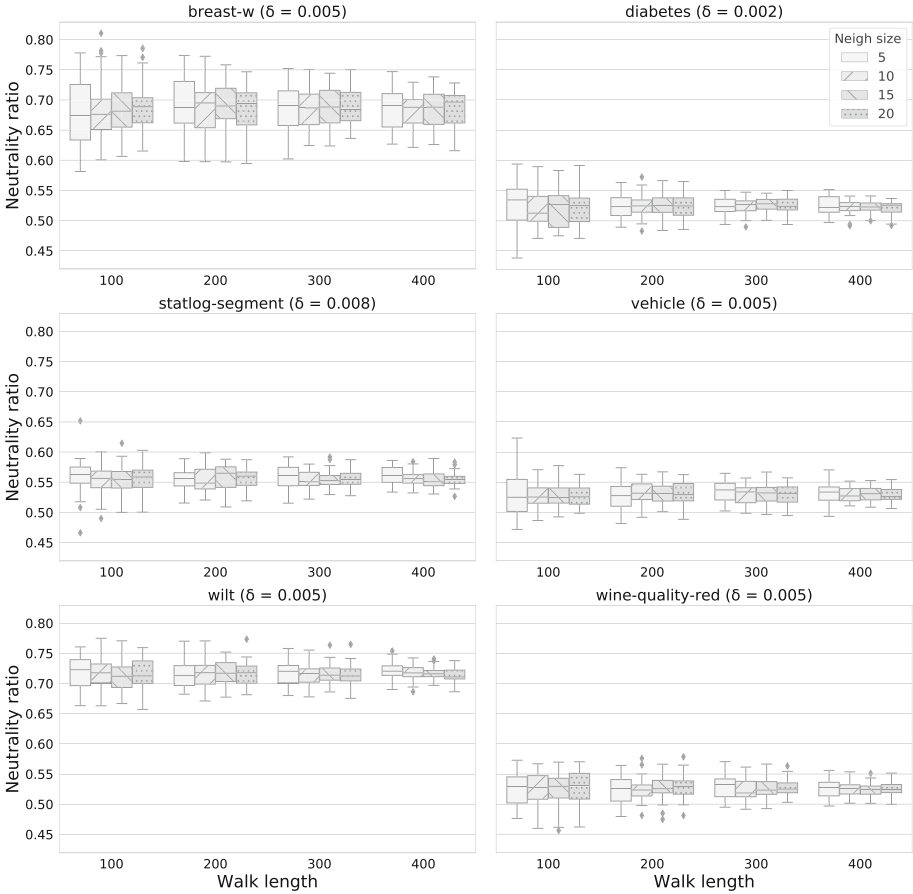 breast-w (δ = 0.005)
diabetes (δ = 0.002)
Neutrality ratio
0.80
0.75
0.70
0.65
0.60
0.55
0.50
0.45
Neigh size
5
10
15
20
100 200 300 400
100 200 300 400
statlog-segment (δ = 0.008)
vehicle (δ = 0.005)
Neutrality ratio
0.80
0.75
0.70
0.65
0.60
0.55
0.50
0.45
100 200 300 400
100 200 300 400
wilt (δ = 0.005)
wine-quality-red (δ = 0.005)
Neutrality ratio
0.80
0.75
0.70
0.65
0.60
0.55
0.50
0.45
100 200 300 400
100 200 300 400
Walk length
Walk length